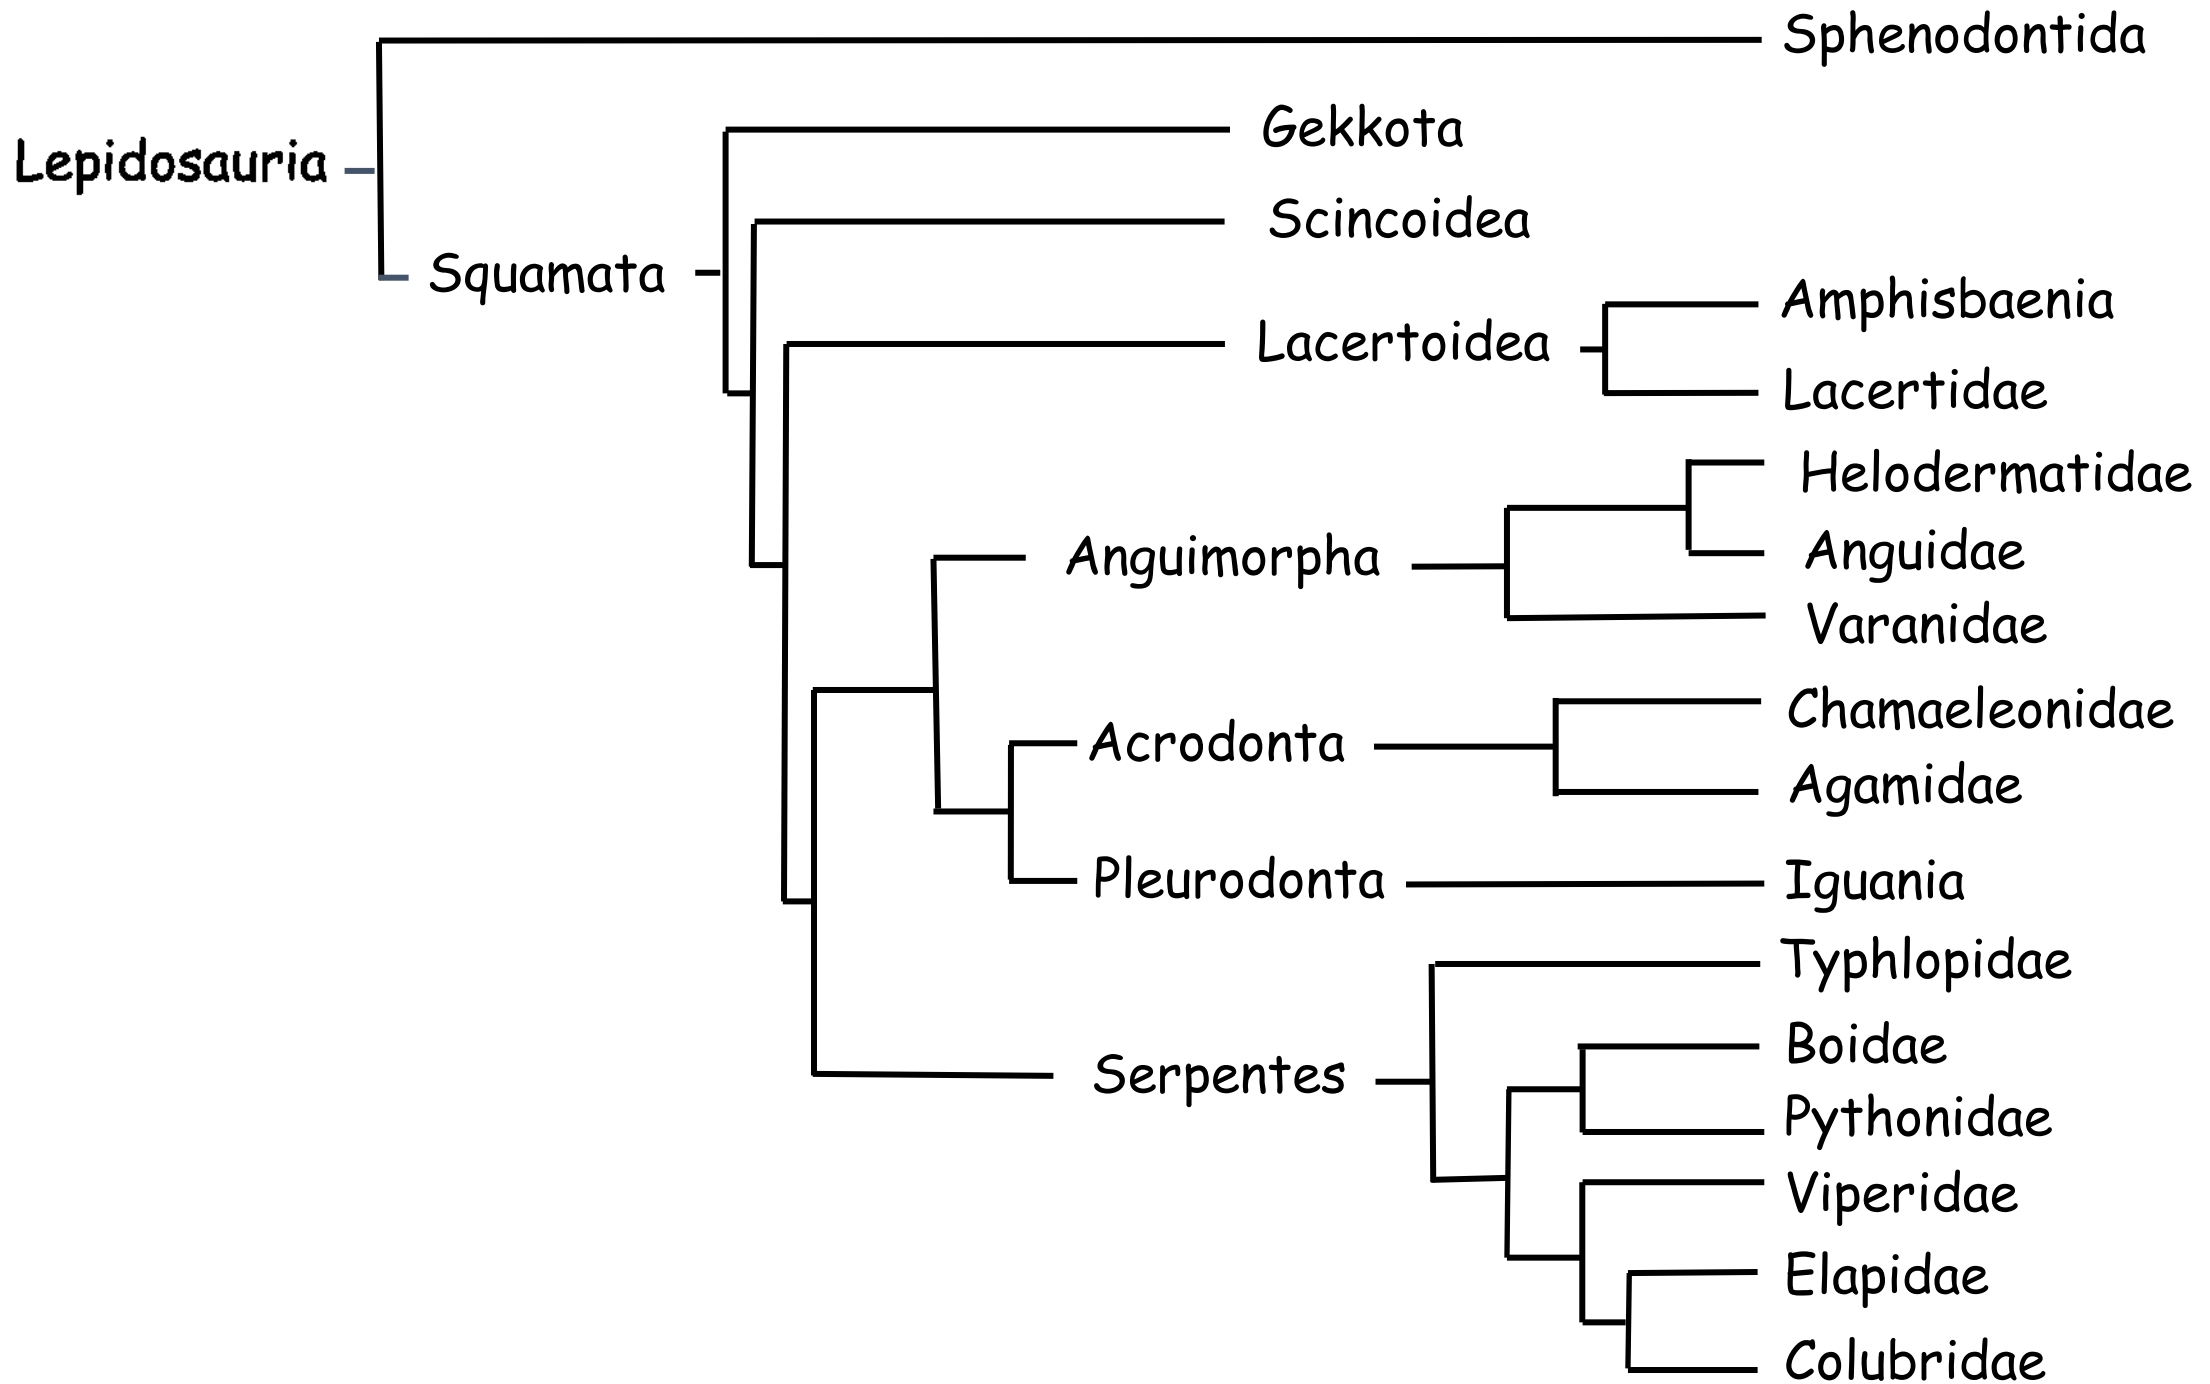 Sphenodontida
Gekkota
Lepidosauria
Scincoidea
Squamata
Amphisbaenia
Lacertoidea
Lacertidae
Helodermatidae
Anguimorpha
Anguidae
Varanidae
Chamaeleonidae
Acrodonta
Agamidae
Pleurodonta
Iguania
Typhlopidae
Boidae
Serpentes
Pythonidae
Viperidae
Elapidae
Colubridae